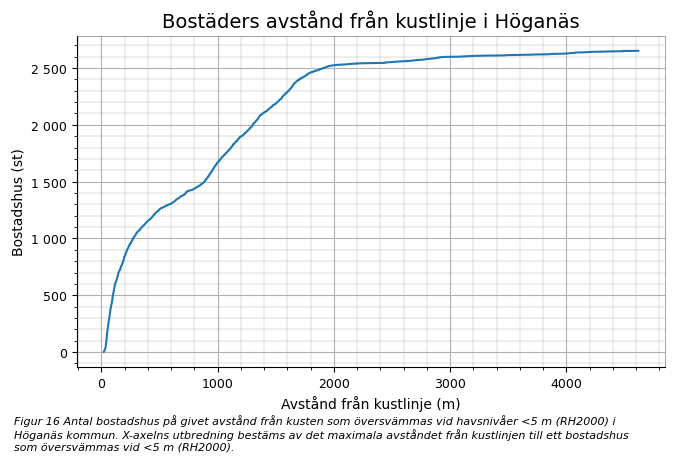 Bostäders avstånd från kustlinje i Höganäs
Bostadshus (st)
2 500
2 000
1 500
1 000
500
0
0 1000 2000 3000 4000
Avstånd från kustlinje (m)
Figur 16 Antal bostadshus på givet avstånd från kusten som översvämmas vid havsnivåer <5 m (RH2000) i
Höganäs kommun. X-axelns utbredning bestäms av det maximala avståndet från kustlinjen till ett bostadshus
som översvämmas vid <5 m (RH2000).